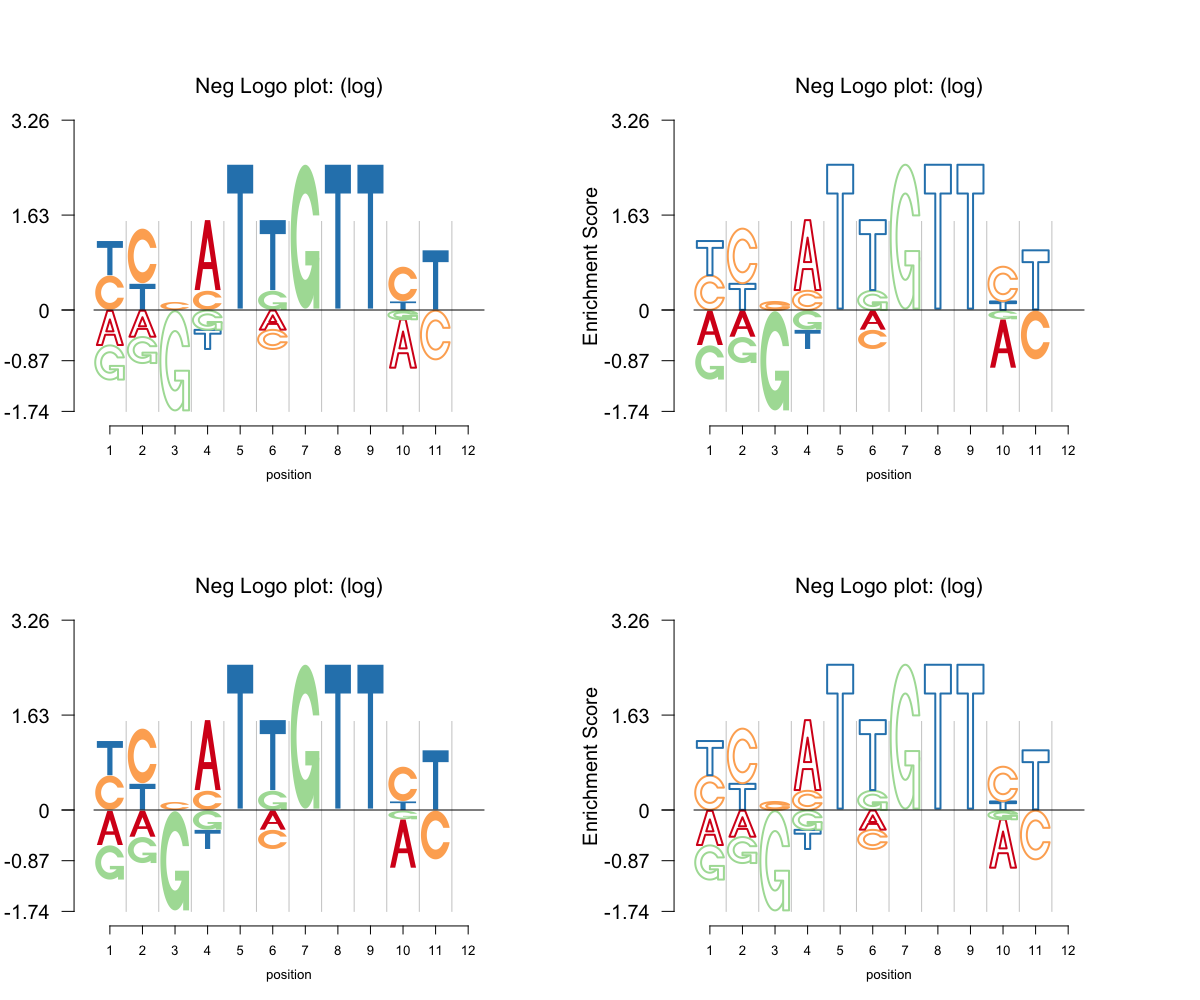 Neg Logo plot: (log)
3.26
1.63
0
-0.87
-1.74
T C A G
C T A G
C G
A C G T
T
T G A C
G
T
T
C T G A
T C
1 2 3 4 5 6 7 8 9 10 11 12
position
Neg Logo plot: (log)
Enrichment Score
3.26
1.63
0
-0.87
-1.74
T C A G
C T A G
C G
A C G T
T
T G A C
G
T
T
C T G A
T C
1 2 3 4 5 6 7 8 9 10 11 12
position
Neg Logo plot: (log)
3.26
1.63
0
-0.87
-1.74
T C A G
C T A G
C G
A C G T
T
T G A C
G
T
T
C T G A
T C
1 2 3 4 5 6 7 8 9 10 11 12
position
Neg Logo plot: (log)
Enrichment Score
3.26
1.63
0
-0.87
-1.74
T C A G
C T A G
C G
A C G T
T
T G A C
G
T
T
C T G A
T C
1 2 3 4 5 6 7 8 9 10 11 12
position